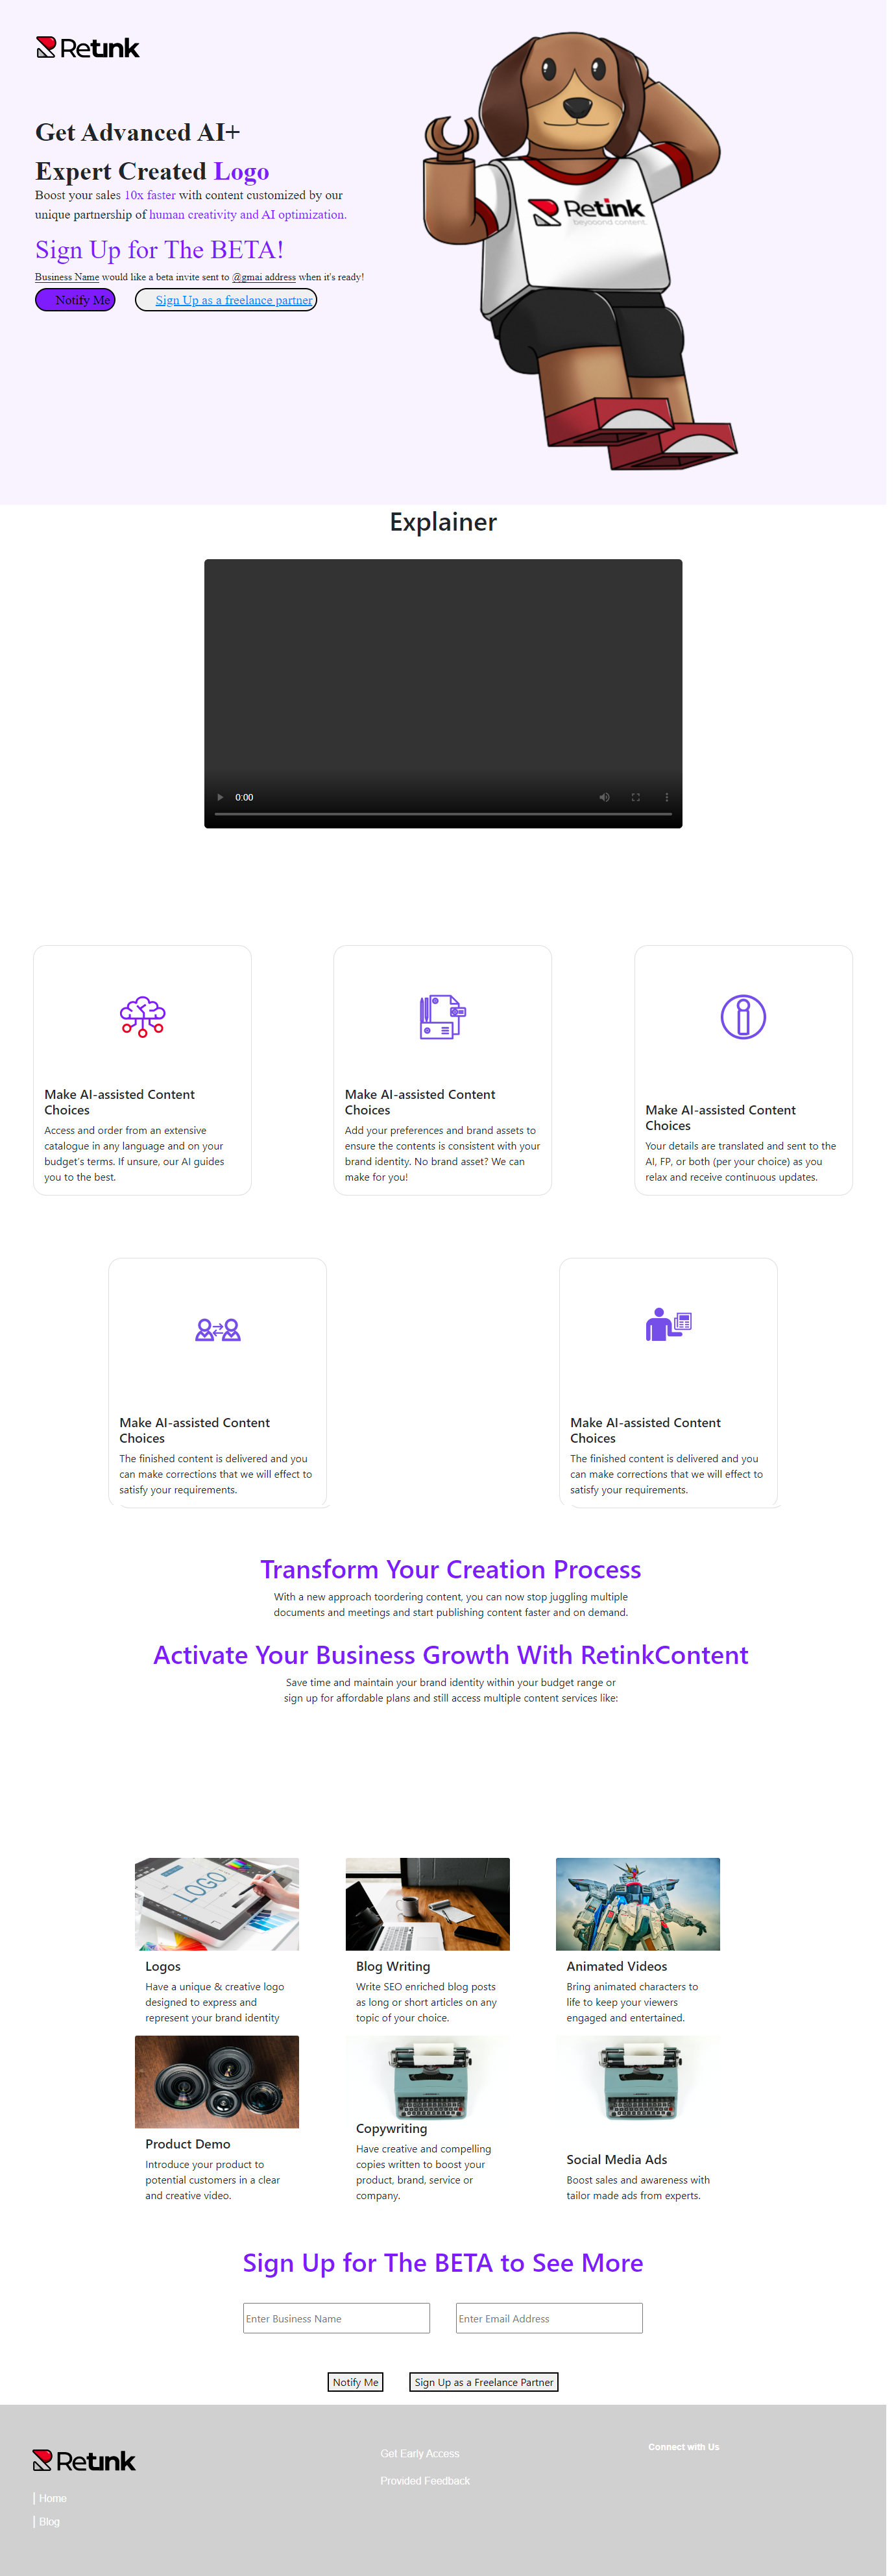 Retink
Get Advanced AI+
Expert Created Logo
Boost your sales 10x faster with content customized by our
unique partnership of human creativity and AI optimization.
Sign Up for The BETA!
Business Name would like a beta invite sent to @gmai address when it's ready!
Notify Me
Sign Up as a freelance partner
Retink
beyoond content.
Explainer
0:00
Make AI-assisted Content
Choices
Access and order from an extensive
catalogue in any language and on your
budget's terms. If unsure, our AI guides
you to the best.
Make AI-assisted Content
Choices
Add your preferences and brand assets to
ensure the contents is consistent with your
brand identity. No brand asset? We can
make for you!
Make AI-assisted Content
Choices
Your details are translated and sent to the
AI, FP, or both (per your choice) as you
relax and receive continuous updates.
Make AI-assisted Content
Choices
The finished content is delivered and you
can make corrections that we will effect to
satisfy your requirements.
Make AI-assisted Content
Choices
The finished content is delivered and you
can make corrections that we will effect to
satisfy your requirements.
Transform Your Creation Process
With a new approach toordering content, you can now stop juggling multiple
documents and meetings and start publishing content faster and on demand.
Activate Your Business Growth With RetinkContent
Save time and maintain your brand identity within your budget range or
sign up for affordable plans and still access multiple content services like:
LOGO
Logos
Have a unique & creative logo
designed to express and
represent your brand identity
Blog Writing
Write SEO enriched blog posts
as long or short articles on any
topic of your choice.
Animated Videos
Bring animated characters to
life to keep your viewers
engaged and entertained.
Product Demo
Introduce your product to
potential customers in a clear
and creative video.
Copywriting
Have creative and compelling
copies written to boost your
product, brand, service or
company.
Social Media Ads
Boost sales and awareness with
tailor made ads from experts.
Sign Up for The BETA to See More
Enter Business Name
Enter Email Address
Notify Me
Sign Up as a Freelance Partner
Retink
Home
Blog
Get Early Access
Provided Feedback
Connect with Us